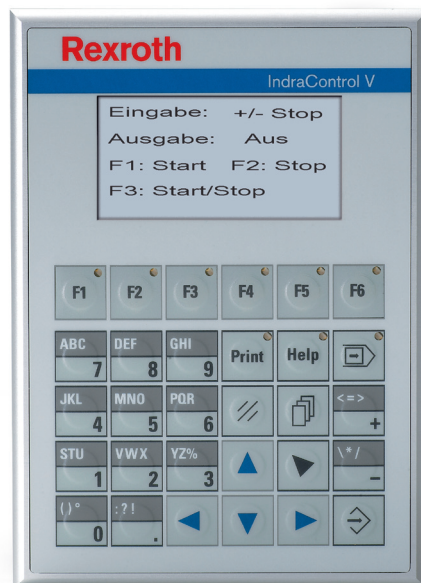 Rexroth
IndraControl V
Eingabe: +/- Stop
Ausgabe: Aus
F1: Start F2: Stop
F3: Start/Stop
F1 F2 F3 F4 F5 F6
ABC 7 DEF 8 GHI 9 Print Help
JKL 4 MNO 5 PQR 6 <=> +
STU 1 VWX 2 YZ% 3 \*/ −
()° 0 :?! .